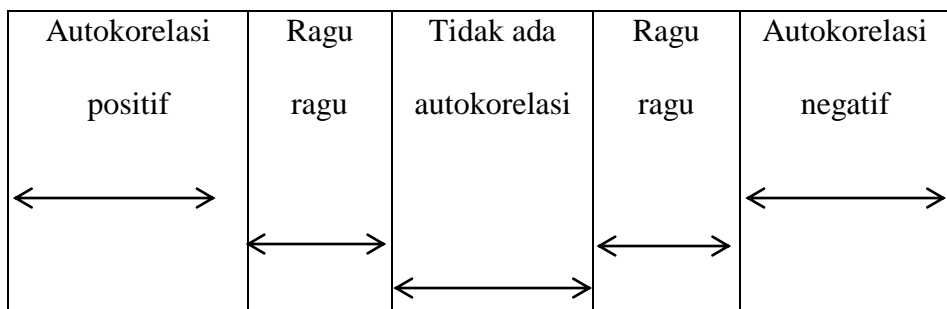 Autokorelasi Ragu Tidak ada Ragu Autokorelasi
positif ragu autokorelasi ragu negatif